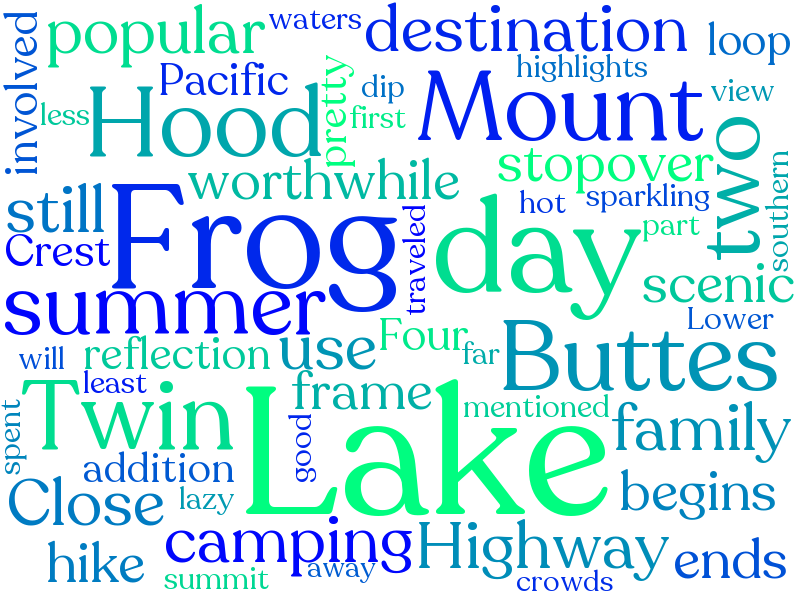 waters
popular
destination
loop
involved
Pacific
highlights
pretty
dip
view
less
Hood
first
Mount
two
worthwhile
stopover
southern
still
Frog
traveled
hot
sparkling
day
part
Crest
summer
scenic
Four
Lower
will
reflection
use
far
Buttes
least
frame
Twin
Lake
mentioned
family
spent
good
addition
Close
lazy
begins
camping
Highway
hike
summit
away
crowds
ends